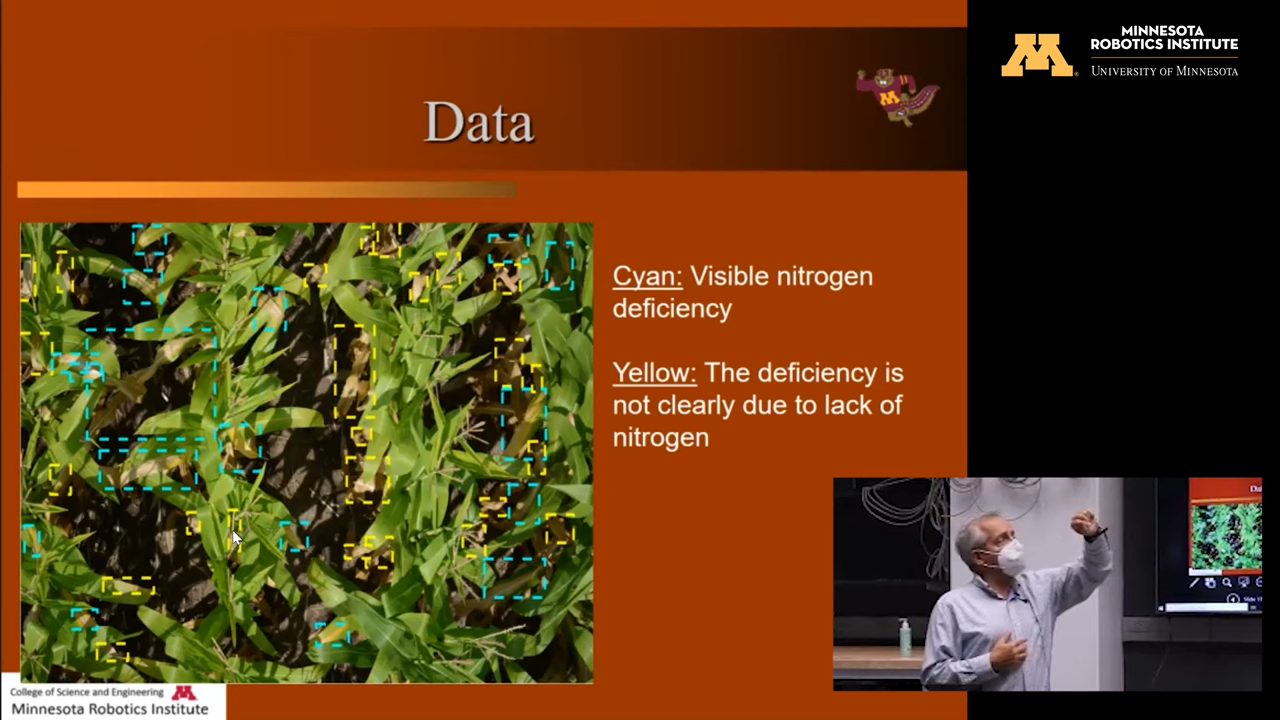 Data
Cyan: Visible nitrogen
deficiency
Yellow: The deficiency is
not clearly due to lack of
nitrogen
College of Science and Engineering
Minnesota Robotics Institute
MINNESOTA
ROBOTICS INSTITUTE
UNIVERSITY OF MINNESOTA